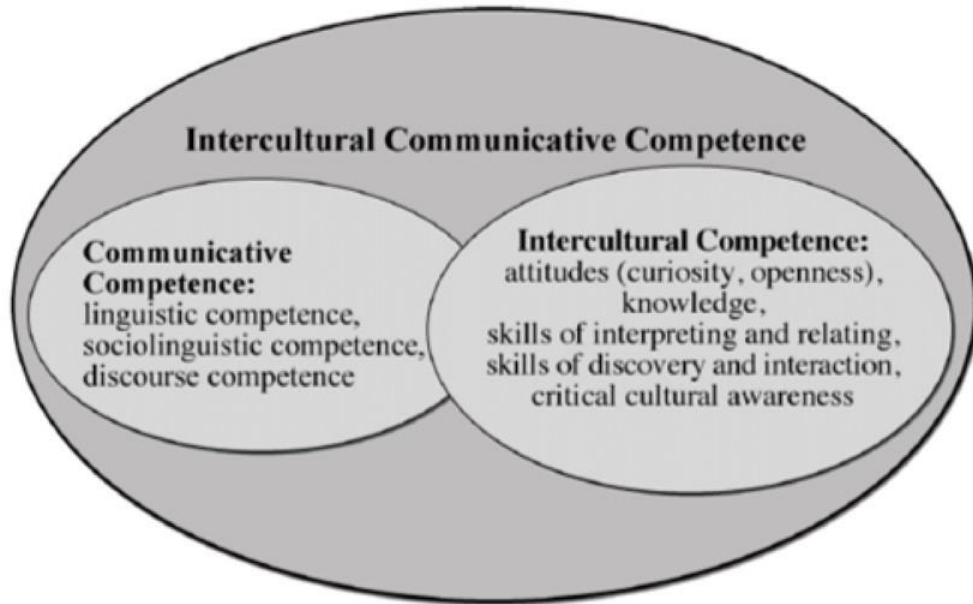 Intercultural Communicative Competence
Communicative
Competence:
linguistic competence,
sociolinguistic competence,
discourse competence
Intercultural Competence:
attitudes (curiosity, openness),
knowledge,
skills of interpreting and relating,
skills of discovery and interaction,
critical cultural awareness